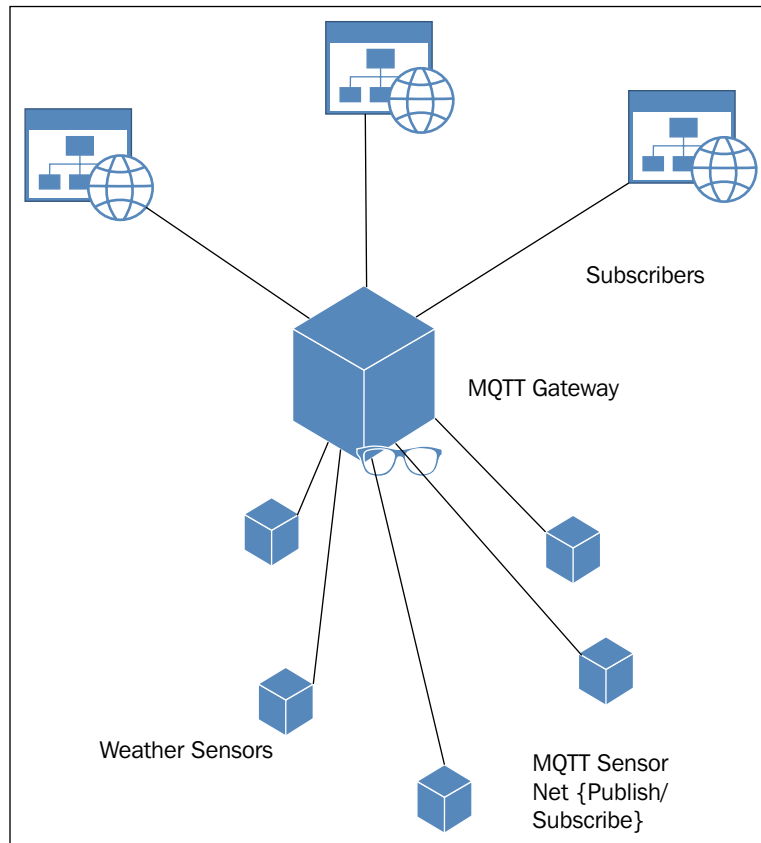 Subscribers
MQTT Gateway
Weather Sensors
MQTT Sensor
Net {Publish/
Subscribe}